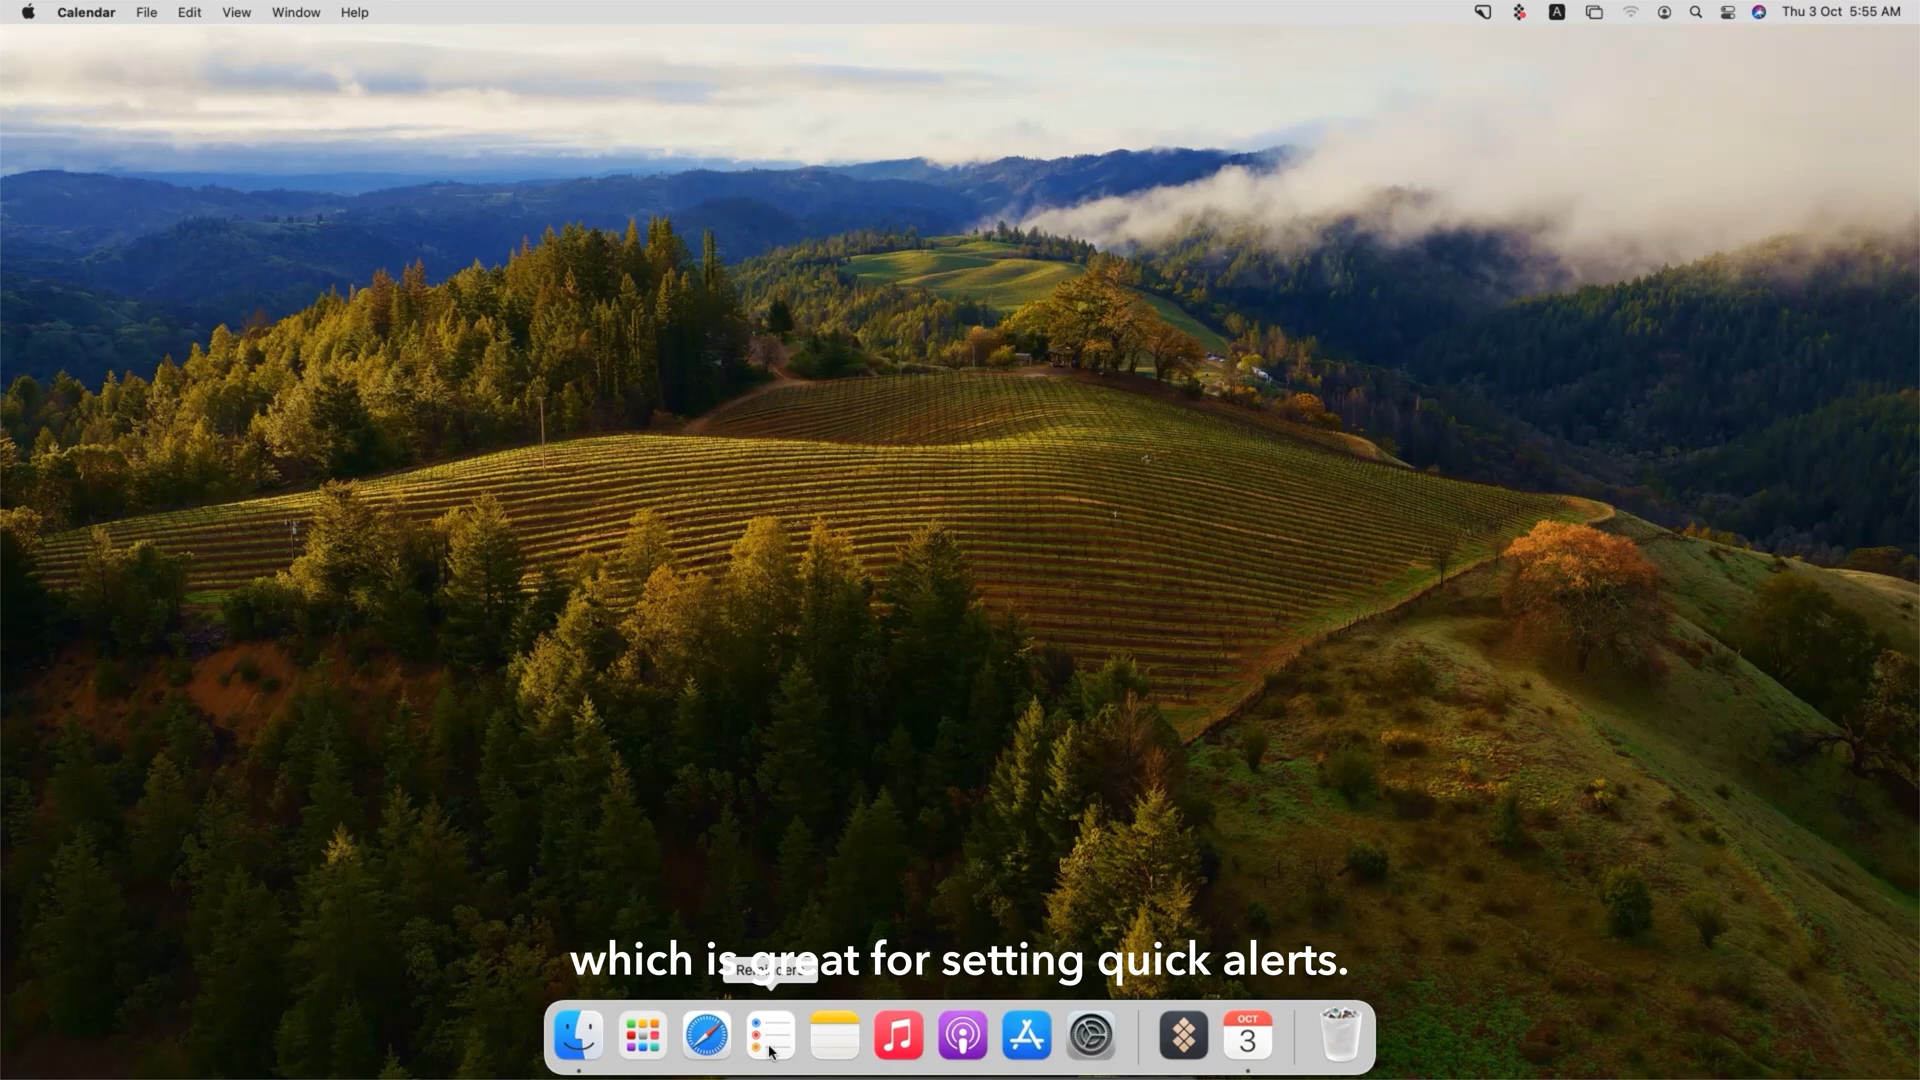 Calendar File Edit View Window Help A Thu 3 Oct 5:55 AM
which is great for setting quick alerts.
Reminders
OCT
3